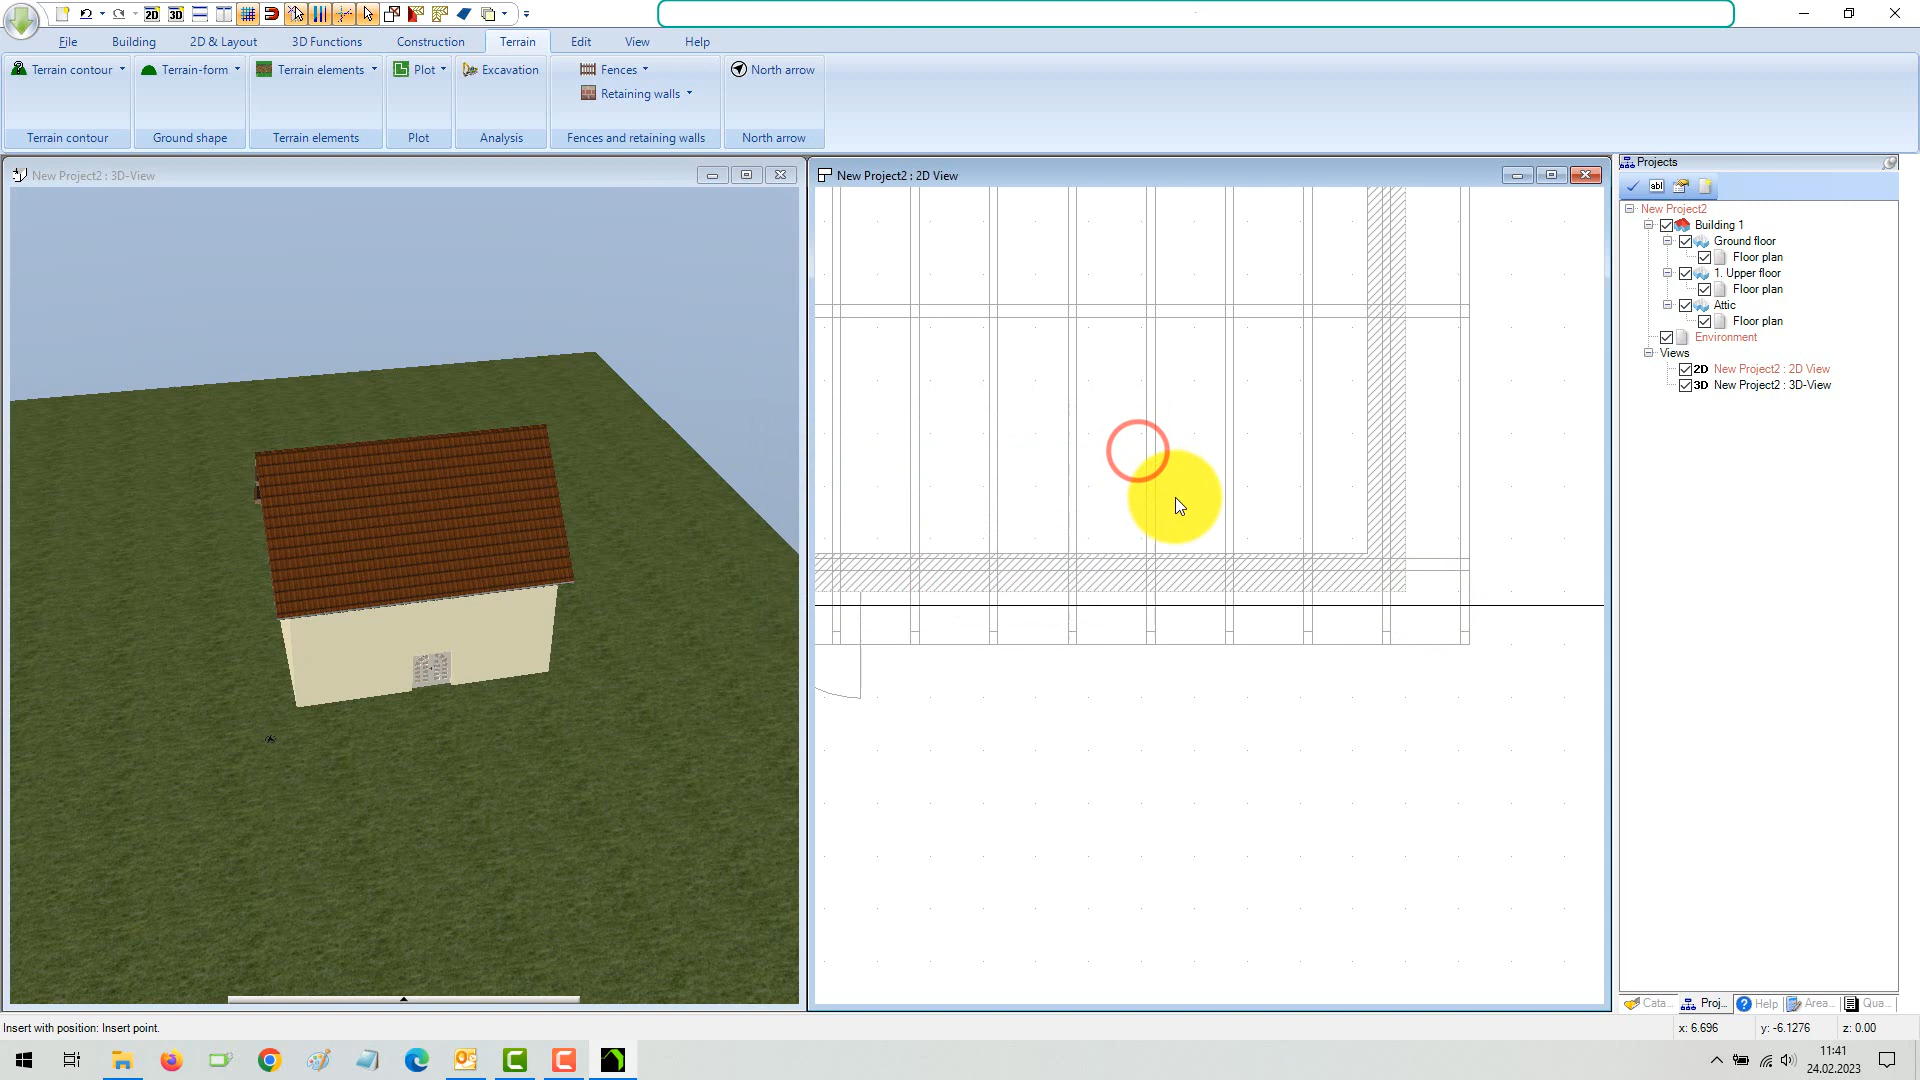 2D 3D
File Building 2D & Layout 3D Functions Construction Terrain Edit View Help
Terrain contour Terrain-form Terrain elements Plot Excavation Fences North arrow
Retaining walls
Terrain contour Ground shape Terrain elements Plot Analysis Fences and retaining walls North arrow
New Project2 : 3D-View
New Project2 : 2D View
Projects
abl
New Project2
Building 1
Ground floor
Floor plan
1. Upper floor
Floor plan
Attic
Floor plan
Environment
Views
2D New Project2 : 2D View
3D New Project2 : 3D-View
Cata... Proj... Help Area... Qua...
Insert with position: Insert point.
x: 6.696 y: -6.1276 z: 0.00
11:41
24.02.2023